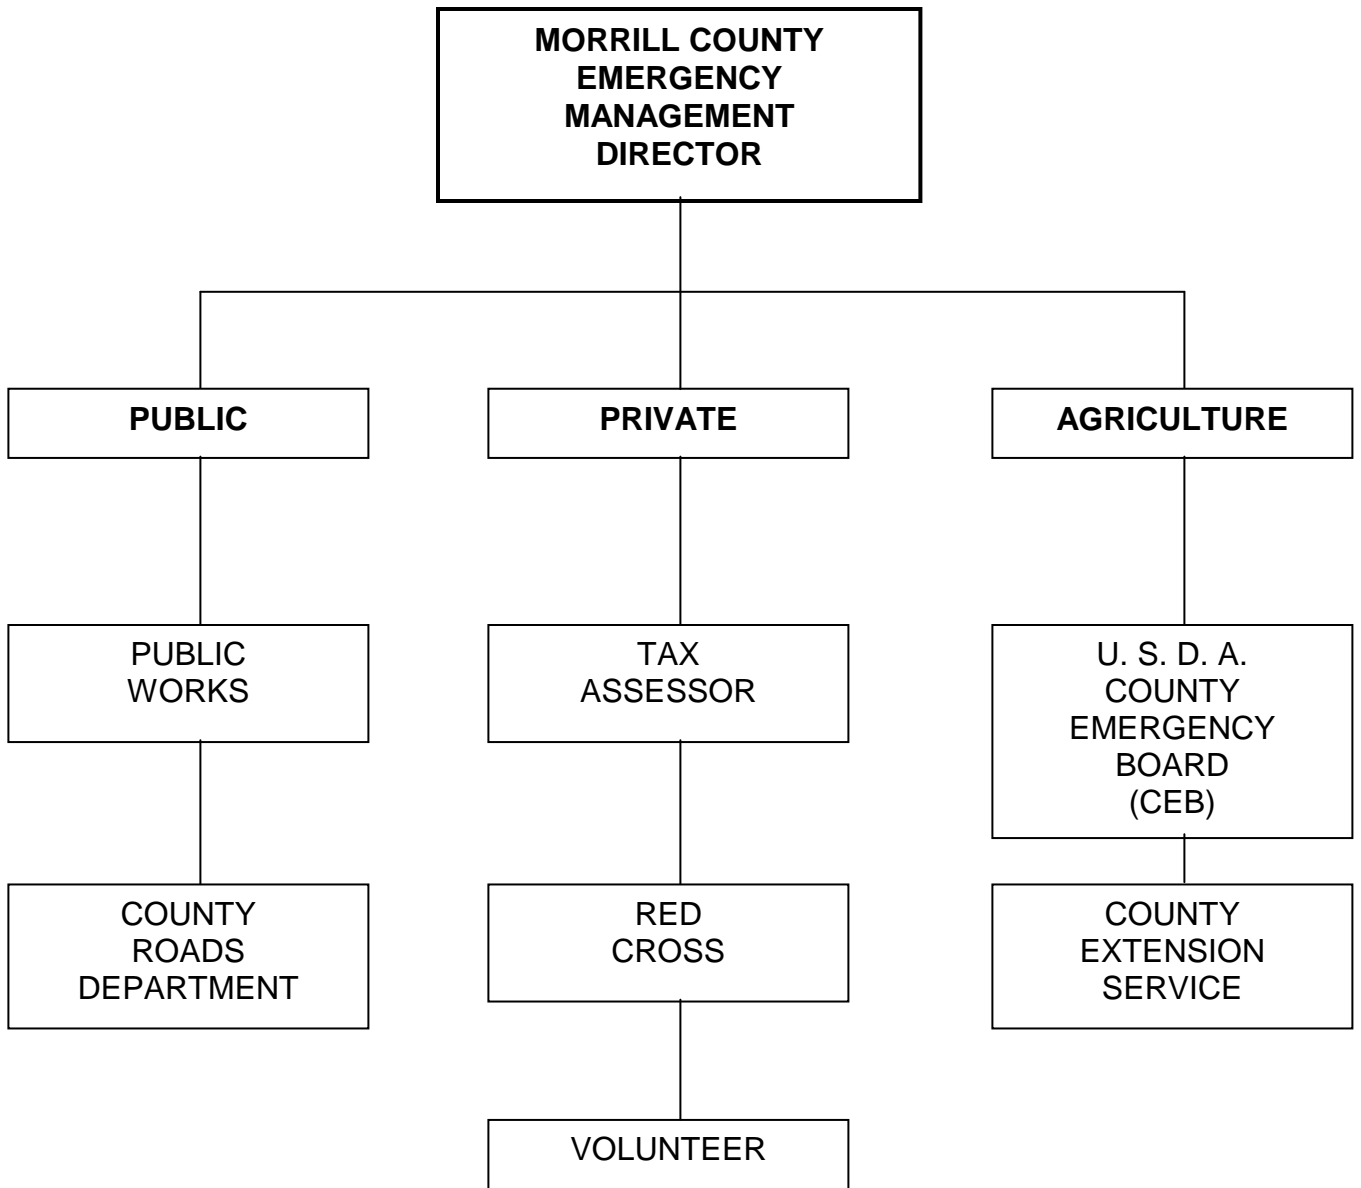 MORRILL COUNTY
EMERGENCY
MANAGEMENT
DIRECTOR
PUBLIC
PRIVATE
AGRICULTURE
PUBLIC
WORKS
TAX
ASSESSOR
U. S. D. A.
COUNTY
EMERGENCY
BOARD
(CEB)
COUNTY
ROADS
DEPARTMENT
RED
CROSS
COUNTY
EXTENSION
SERVICE
VOLUNTEER